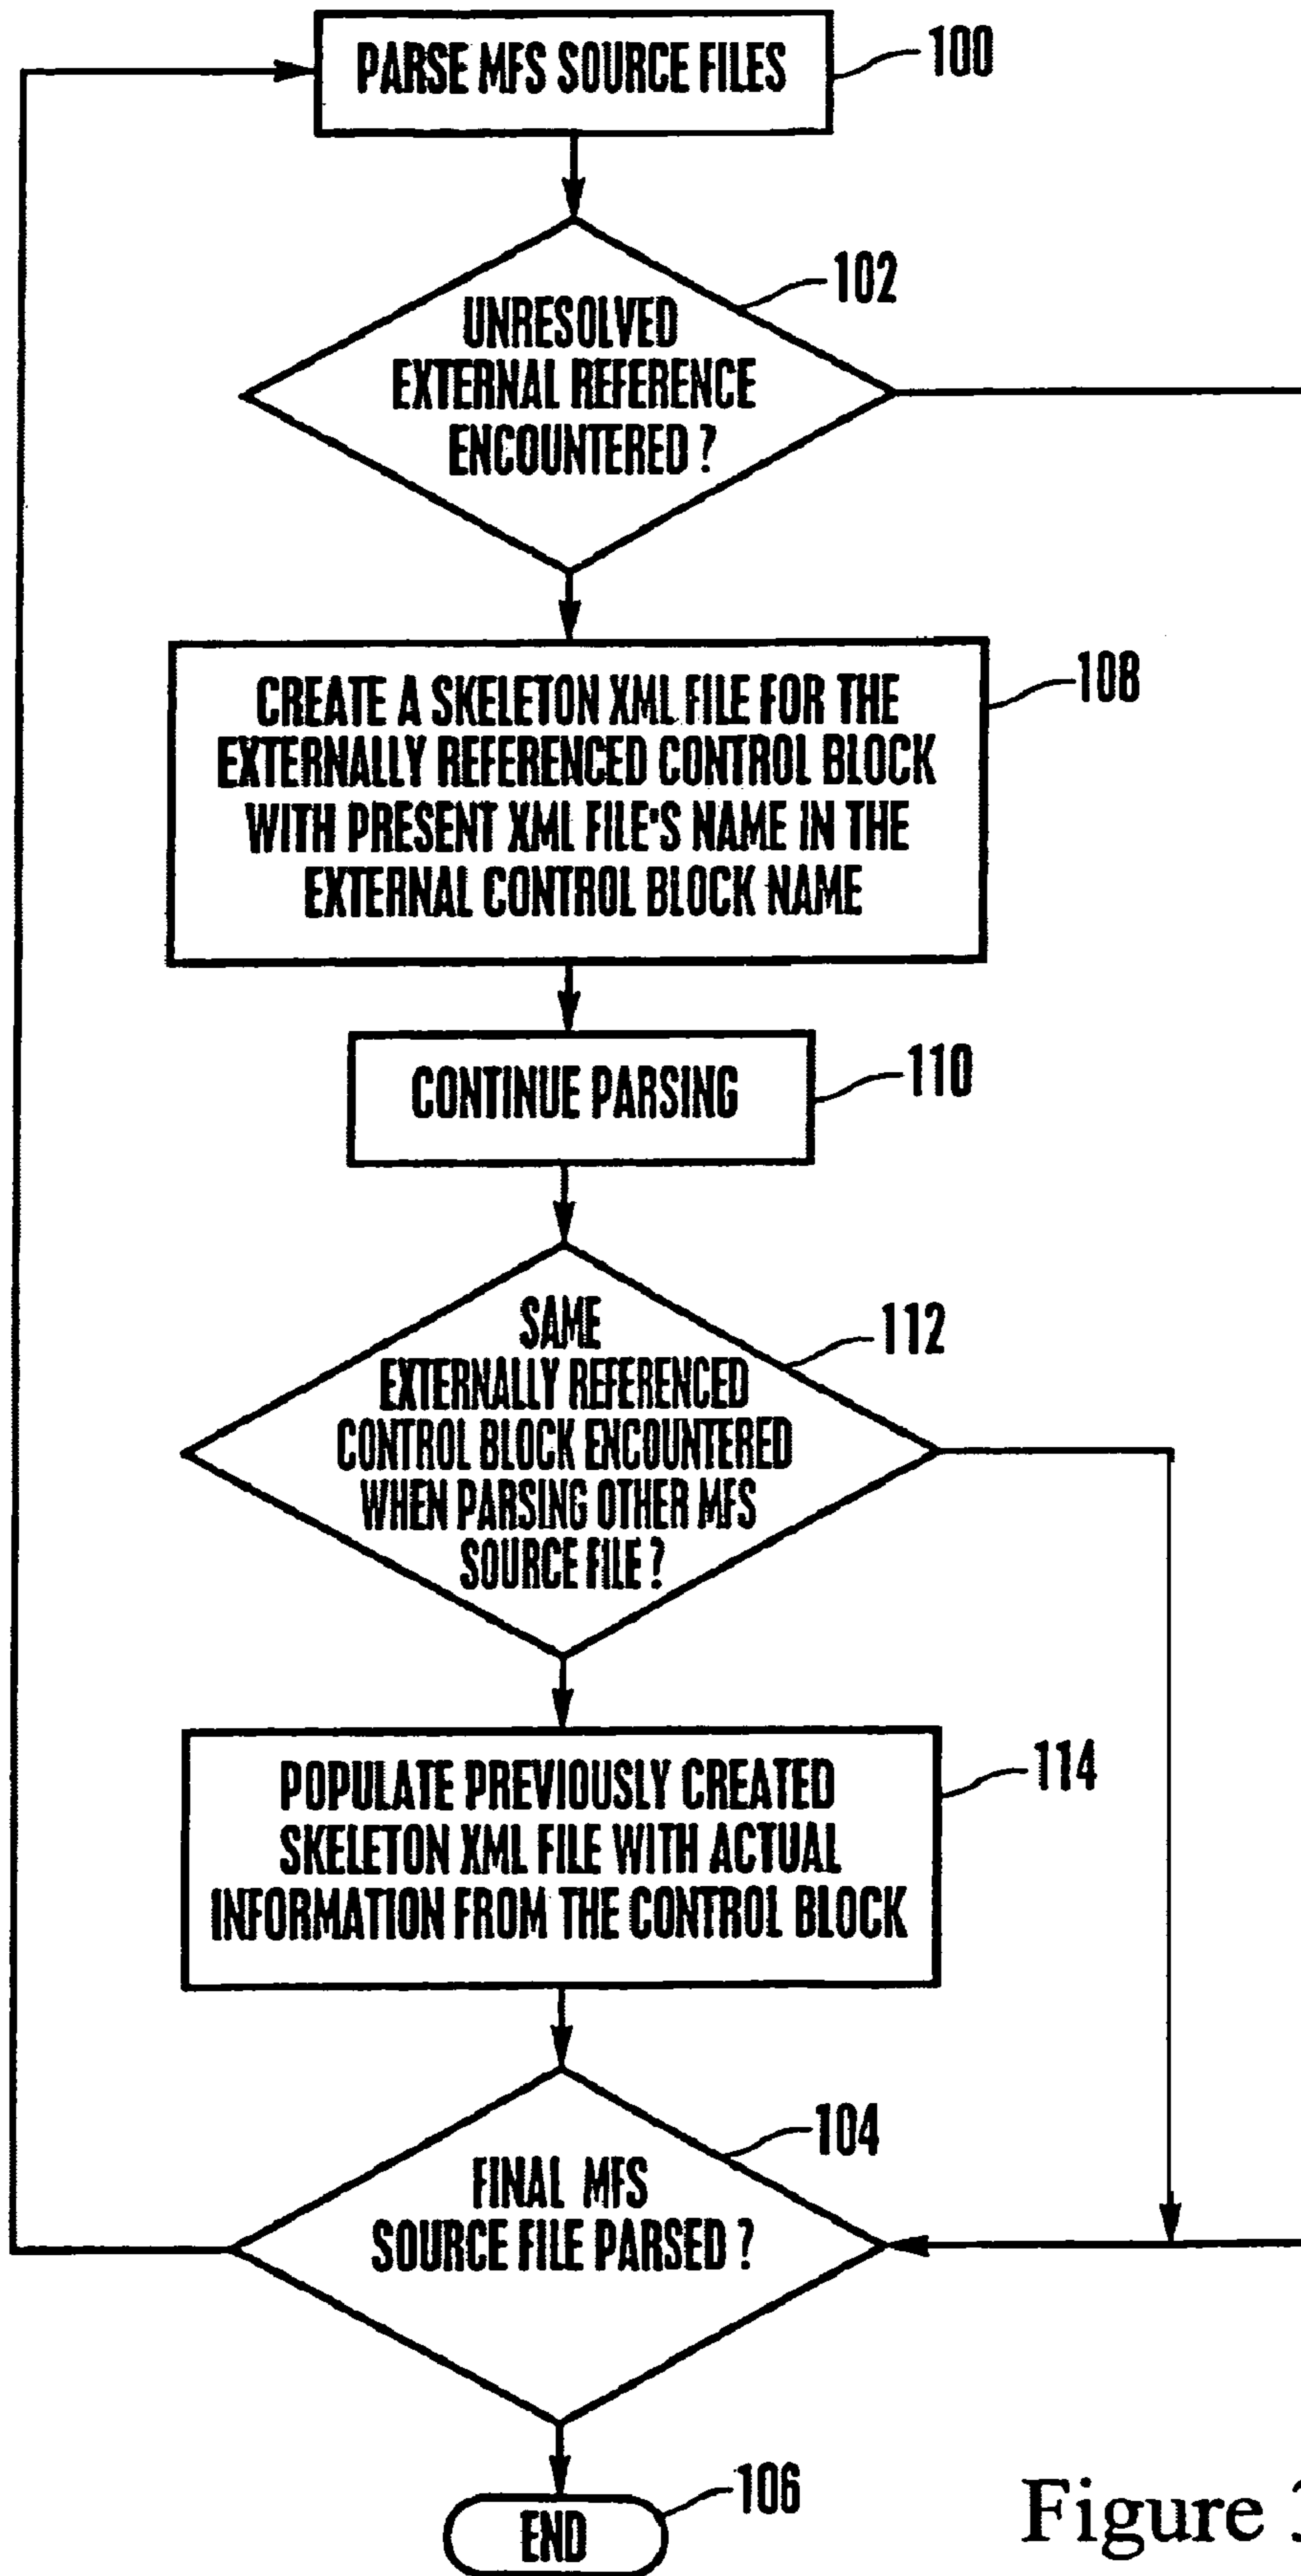 PARSE MFS SOURCE FILES
100
102
UNRESOLVED
EXTERNAL REFERENCE
ENCOUNTERED ?
108
CREATE A SKELETON XML FILE FOR THE
EXTERNALLY REFERENCED CONTROL BLOCK
WITH PRESENT XML FILE'S NAME IN THE
EXTERNAL CONTROL BLOCK NAME
CONTINUE PARSING
110
SAME
112
EXTERNALLY REFERENCED
CONTROL BLOCK ENCOUNTERED
WHEN PARSING OTHER MFS
SOURCE FILE ?
114
POPULATE PREVIOUSLY CREATED
SKELETON XML FILE WITH ACTUAL
INFORMATION FROM THE CONTROL BLOCK
104
FINAL MFS
SOURCE FILE PARSED ?
106
END
Figure 3